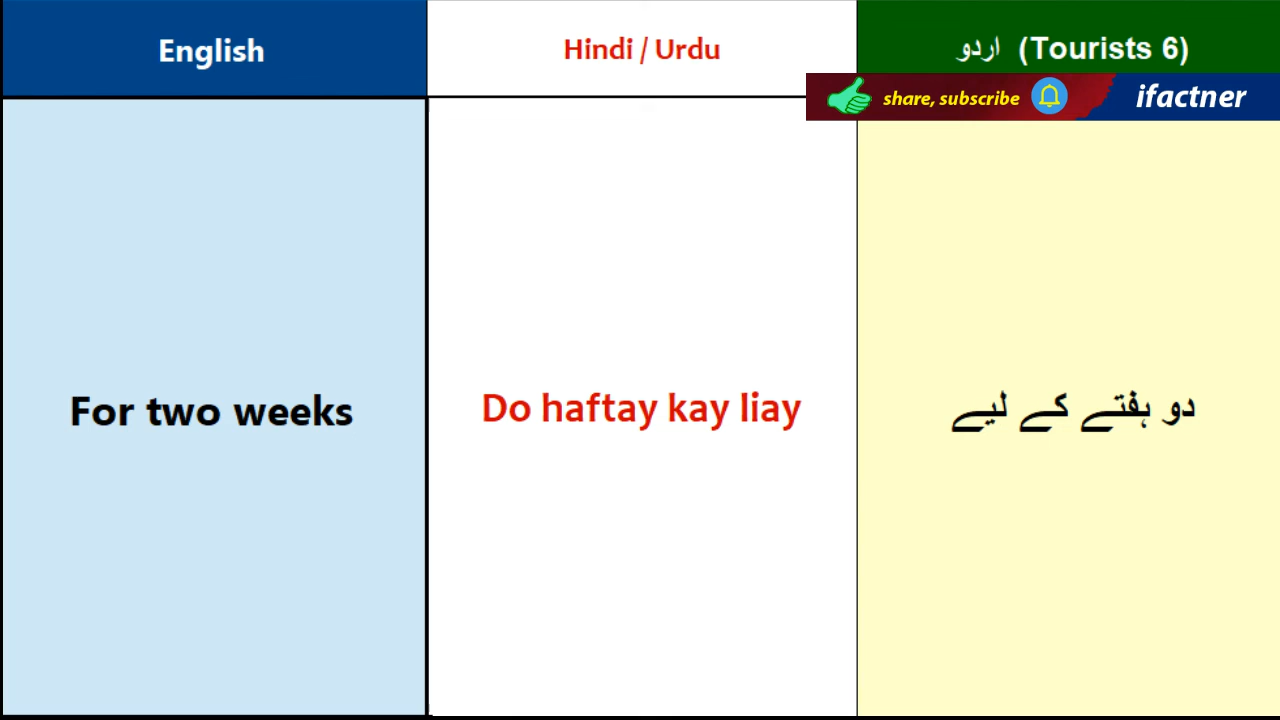 English
Hindi / Urdu
اردو (Tourists 6)
share, subscribe
ifactner
For two weeks
Do haftay kay liay
دو ہفتے کے لیے